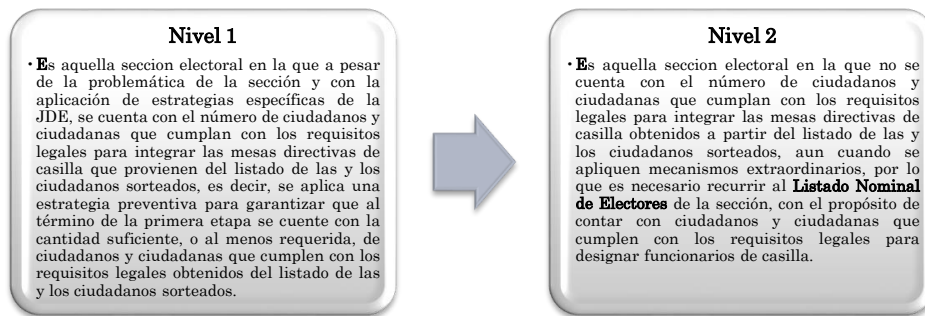 Nivel 1
• Es aquella seccion electoral en la que a pesar
de la problemática de la sección y con la
aplicación de estrategias específicas de la
JDE, se cuenta con el número de ciudadanos y
ciudadanas que cumplan con los requisitos
legales para integrar las mesas directivas de
casilla que provienen del listado de las y los
ciudadanos sorteados, es decir, se aplica una
estrategia preventiva para garantizar que al
término de la primera etapa se cuente con la
cantidad suficiente, o al menos requerida, de
ciudadanos y ciudadanas que cumplen con los
requisitos legales obtenidos del listado de las
y los ciudadanos sorteados.
Nivel 2
• Es aquella seccion electoral en la que no se
cuenta con el número de ciudadanos y
ciudadanas que cumplan con los requisitos
legales para integrar las mesas directivas de
casilla obtenidos a partir del listado de las y
los ciudadanos sorteados, aun cuando se
apliquen mecanismos extraordinarios, por lo
que es necesario recurrir al Listado Nominal
de Electores de la sección, con el propósito de
contar con ciudadanos y ciudadanas que
cumplen con los requisitos legales para
designar funcionarios de casilla.